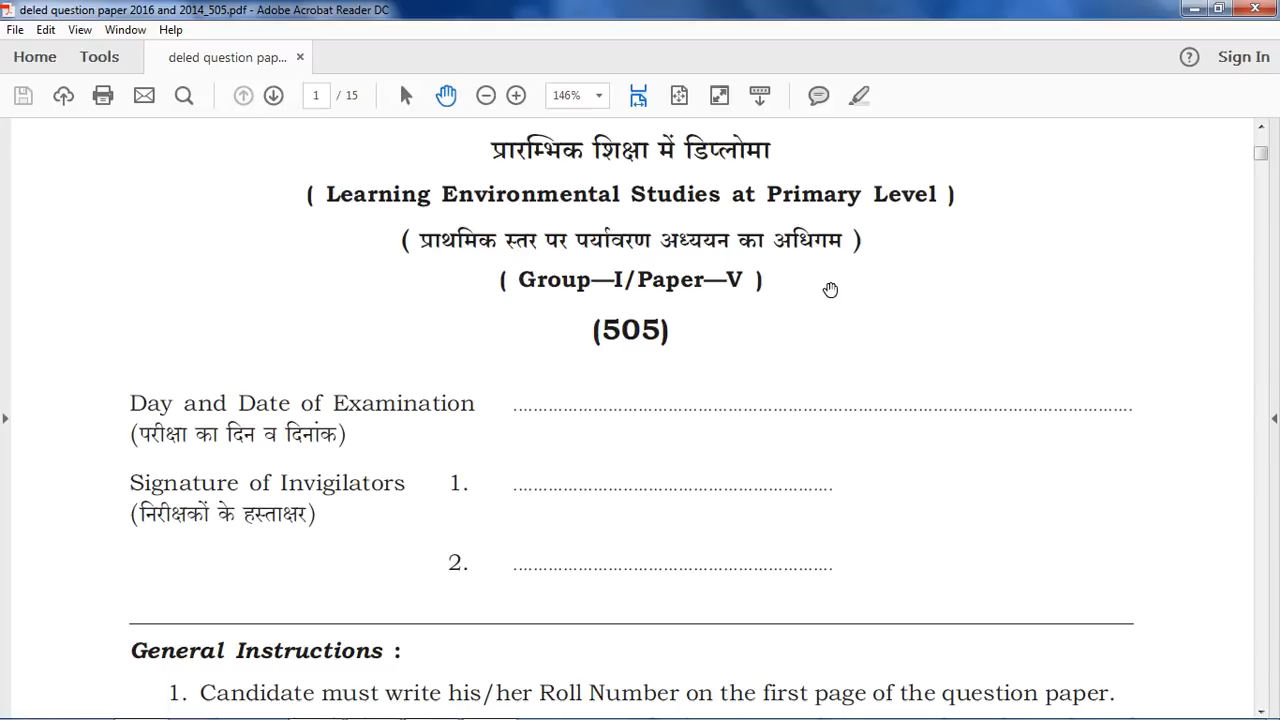 deled question paper 2016 and 2014_505.pdf - Adobe Acrobat Reader DC
File Edit View Window Help
Home Tools deled question pap... × ? Sign In
1 / 15 146%
प्रारम्भिक शिक्षा में डिप्लोमा
( Learning Environmental Studies at Primary Level )
( प्राथमिक स्तर पर पर्यावरण अध्ययन का अधिगम )
( Group—I/Paper—V )
(505)
Day and Date of Examination ....................................................
(परीक्षा का दिन व दिनांक)
Signature of Invigilators 1. ....................................................
(निरीक्षकों के हस्ताक्षर)
2. ....................................................
General Instructions :
1. Candidate must write his/her Roll Number on the first page of the question paper.